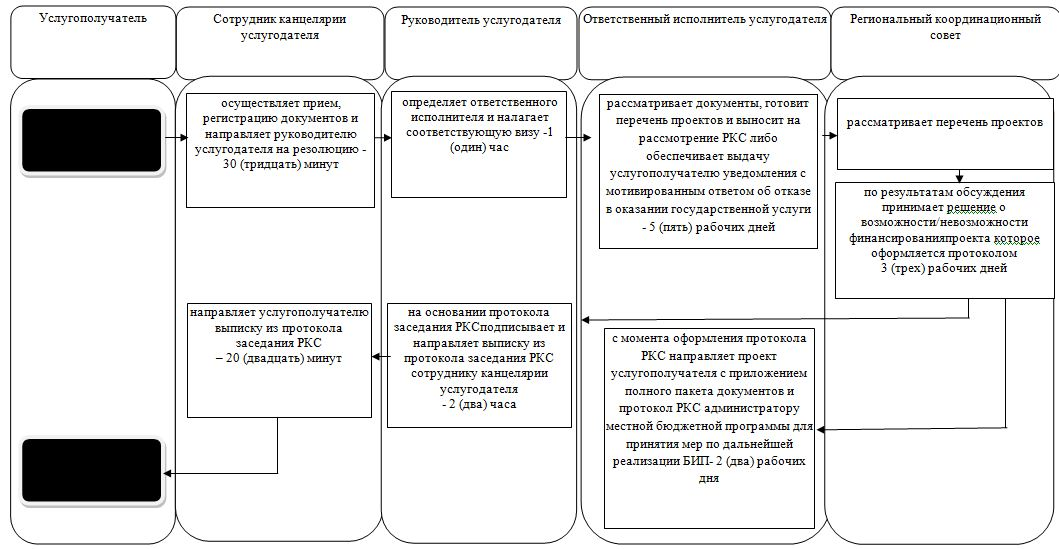 Услугополучатель
Сотрудник канцелярии
услугодателя
Руководитель услугодателя
Ответственный исполнитель услугодателя
Региональный координационный
совет
осуществляет прием,
регистрацию документов и
направляет руководителю
услугодателя на резолюцию -
30 (тридцать) минут
определяет ответственного
исполнителя и налагает
соответствующую визу -1
(один) час
рассматривает документы, готовит
перечень проектов и выносит на
рассмотрение РКС либо
обеспечивает выдачу
услугополучателю уведомления с
мотивированным ответом об отказе
в оказании государственной услуги
- 5 (пять) рабочих дней
рассматривает перечень проектов
по результатам обсуждения
принимает решение о
возможности/невозможности
финансированияпроекта которое
оформляется протоколом
3 (трех) рабочих дней
направляет услугополучателю
выписку из протокола
заседания РКС
– 20 (двадцать) минут
на основании протокола
заседания РКСподписывает и
направляет выписку из
протокола заседания РКС
сотруднику канцелярии
услугодателя
- 2 (два) часа
с момента оформления протокола
РКС направляет проект
услугополучателя с приложением
полного пакета документов и
протокол РКС администратору
местной бюджетной программы для
принятия мер по дальнейшей
реализации БИП- 2 (два) рабочих
дня